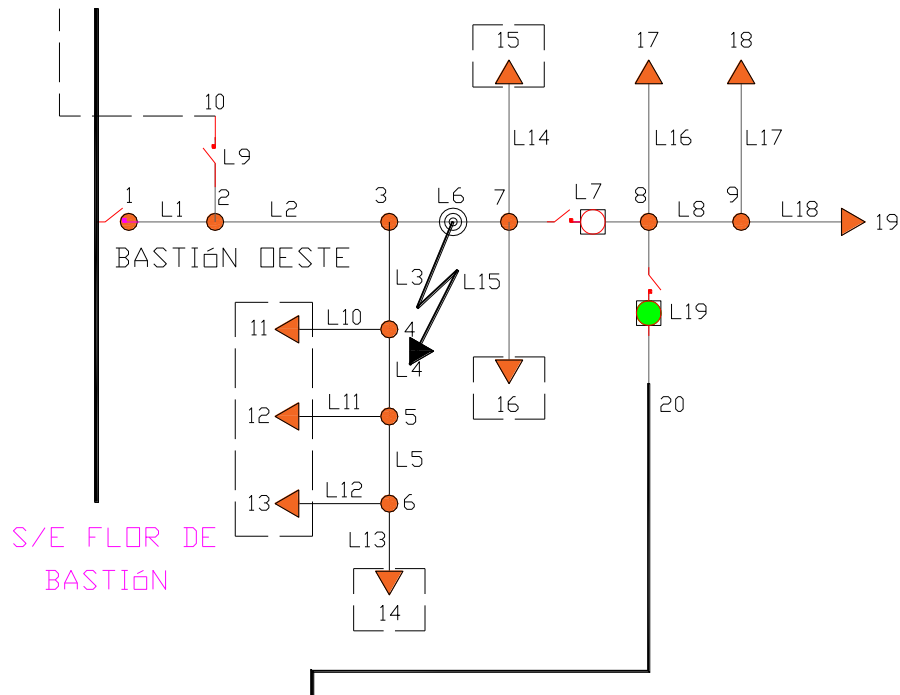 15
17
18
10
L14
L16
L17
L9
1
L1
2
L2
3
L6
7
L7
8
L8
9
L18
19
BASTIóN OESTE
L3
L15
L19
11
L10
4
L4
12
L11
5
16
20
L5
13
L12
6
S/E FLOR DE
BASTIóN
L13
14